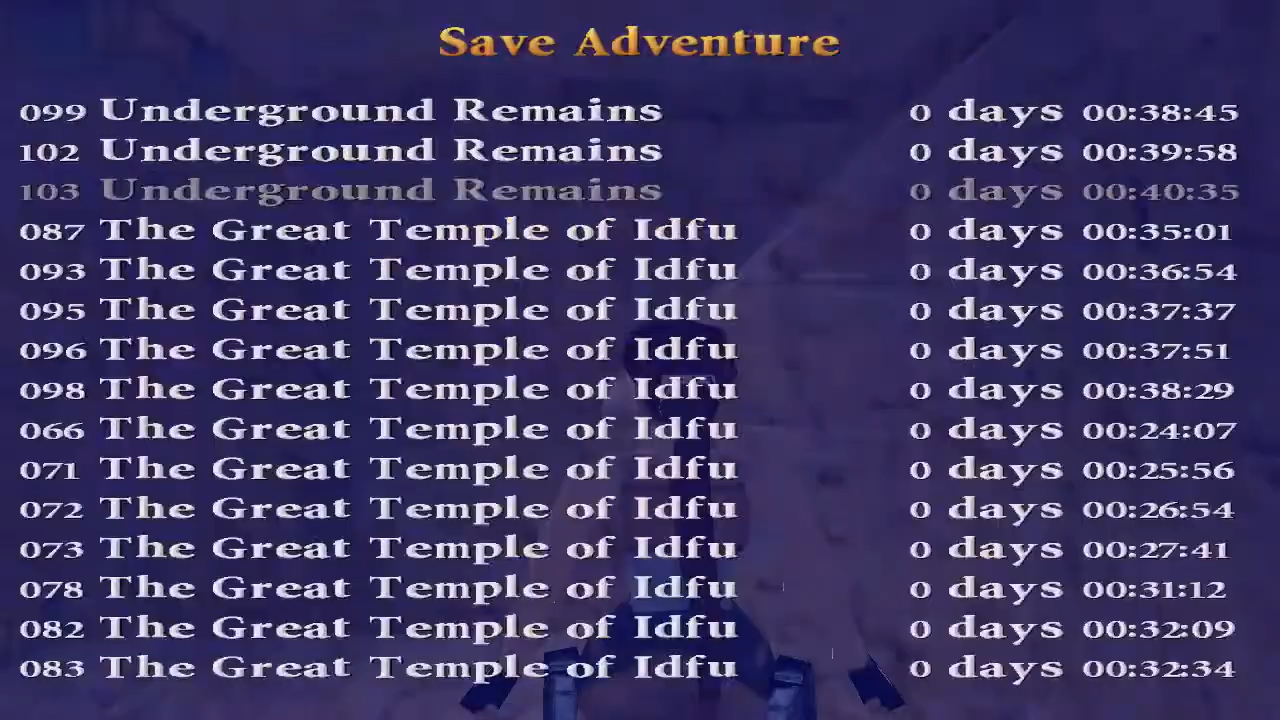 Save Adventure
099 Underground Remains 0 days 00:38:45
102 Underground Remains 0 days 00:39:58
103 Underground Remains 0 days 00:40:35
087 The Great Temple of Idfu 0 days 00:35:01
093 The Great Temple of Idfu 0 days 00:36:54
095 The Great Temple of Idfu 0 days 00:37:37
096 The Great Temple of Idfu 0 days 00:37:51
098 The Great Temple of Idfu 0 days 00:38:29
066 The Great Temple of Idfu 0 days 00:24:07
071 The Great Temple of Idfu 0 days 00:25:56
072 The Great Temple of Idfu 0 days 00:26:54
073 The Great Temple of Idfu 0 days 00:27:41
078 The Great Temple of Idfu 0 days 00:31:12
082 The Great Temple of Idfu 0 days 00:32:09
083 The Great Temple of Idfu 0 days 00:32:34